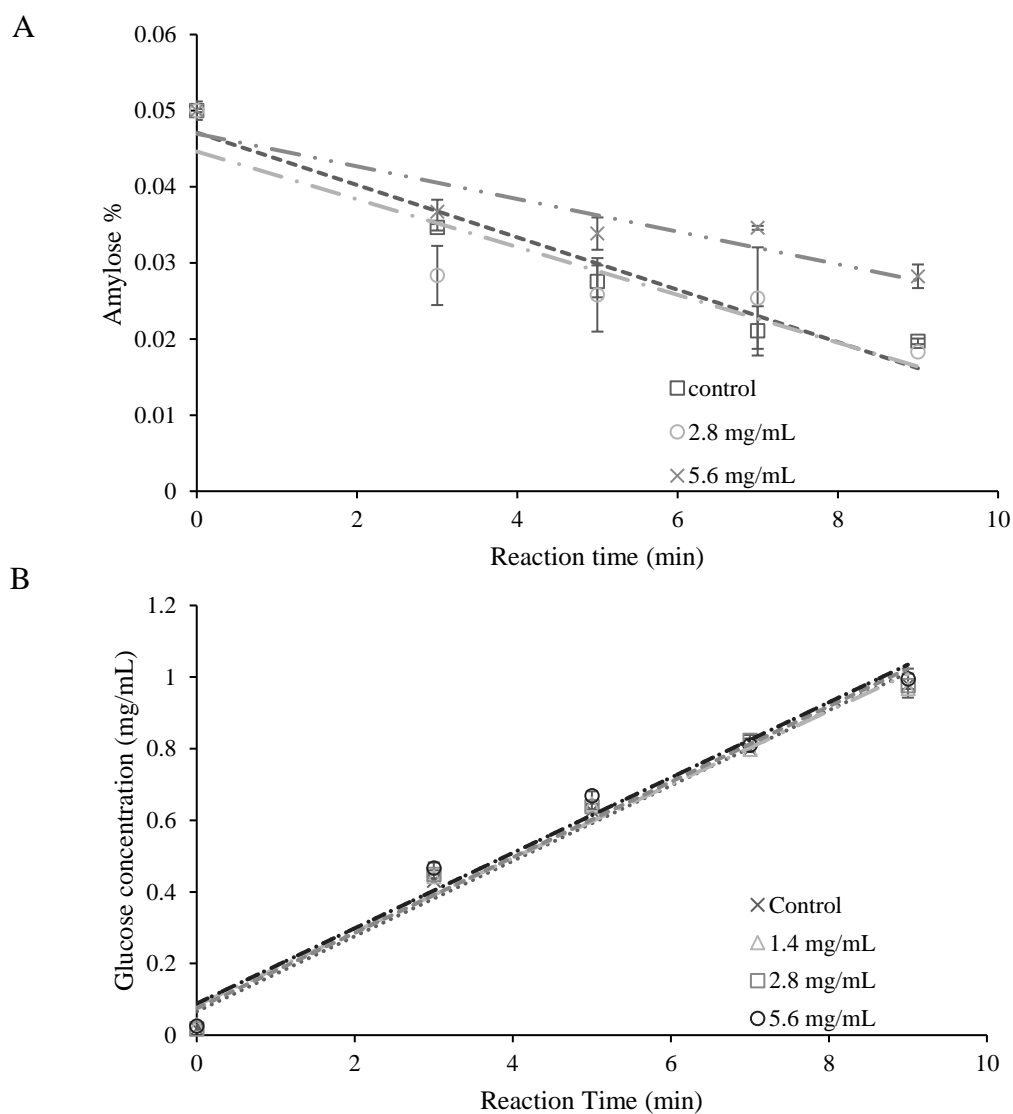 A
0.06
0.05
0.04
0.03
0.02
0.01
0
Amylose %
control
2.8 mg/mL
5.6 mg/mL
0 2 4 6 8 10
Reaction time (min)
B
1.2
1
0.8
0.6
0.4
0.2
0
Glucose concentration (mg/mL)
Control
1.4 mg/mL
2.8 mg/mL
5.6 mg/mL
0 2 4 6 8 10
Reaction Time (min)